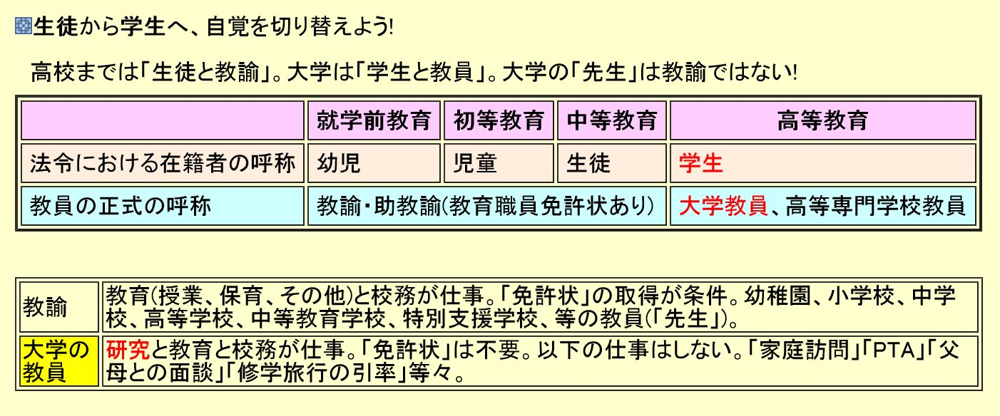 生徒から学生へ、自覚を切り替えよう!
高校までは「生徒と教諭」。大学は「学生と教員」。大学の「先生」は教諭ではない!
就学前教育 初等教育 中等教育 高等教育
法令における在籍者の呼称 幼児 児童 生徒 学生
教員の正式の呼称 教諭・助教諭(教育職員免許状あり) 大学教員、高等専門学校教員
教諭 教育(授業、保育、その他)と校務が仕事。「免許状」の取得が条件。幼稚園、小学校、中学
校、高等学校、中等教育学校、特別支援学校、等の教員(「先生」)。
大学の 研究と教育と校務が仕事。「免許状」は不要。以下の仕事はしない。「家庭訪問」「PTA」「父
教員 母との面談」「修学旅行の引率」等々。